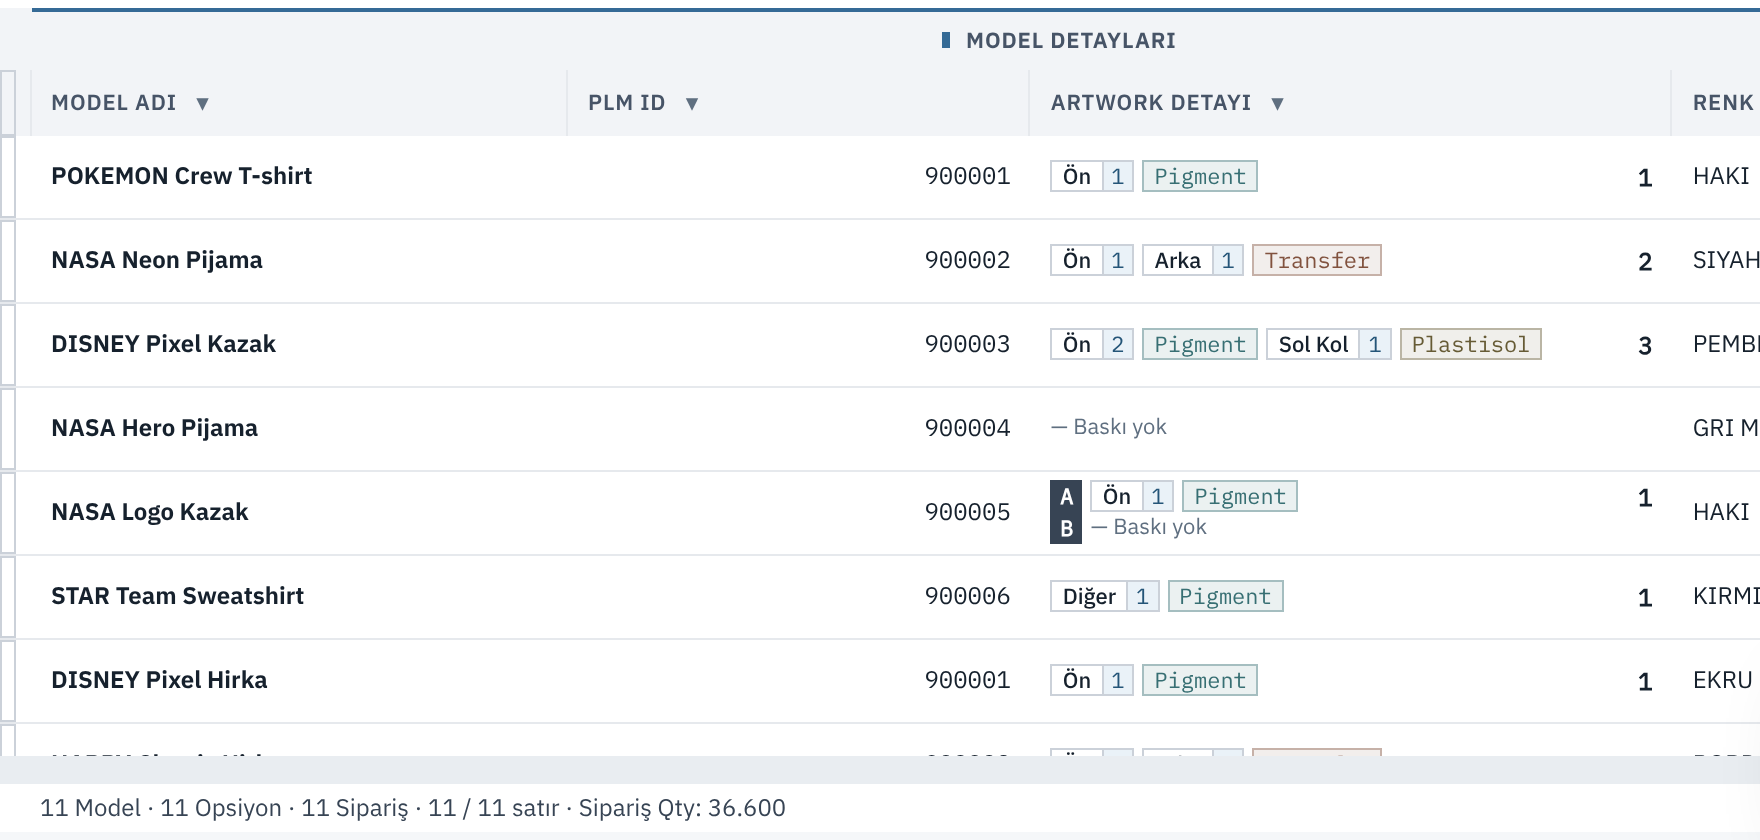 MODEL DETAYLARI
MODEL ADI ▼ PLM ID ▼ ARTWORK DETAYI ▼ RENK
POKEMON Crew T-shirt 900001 Ön 1 Pigment 1 HAKI
NASA Neon Pijama 900002 Ön 1 Arka 1 Transfer 2 SIYAH
DISNEY Pixel Kazak 900003 Ön 2 Pigment Sol Kol 1 Plastisol 3 PEMB
NASA Hero Pijama 900004 — Baskı yok GRI M
NASA Logo Kazak 900005 A Ön 1 Pigment 1 HAKI
B — Baskı yok
STAR Team Sweatshirt 900006 Diğer 1 Pigment 1 KIRMI
DISNEY Pixel Hirka 900001 Ön 1 Pigment 1 EKRU
11 Model · 11 Opsiyon · 11 Sipariş · 11 / 11 satır · Sipariş Qty: 36.600